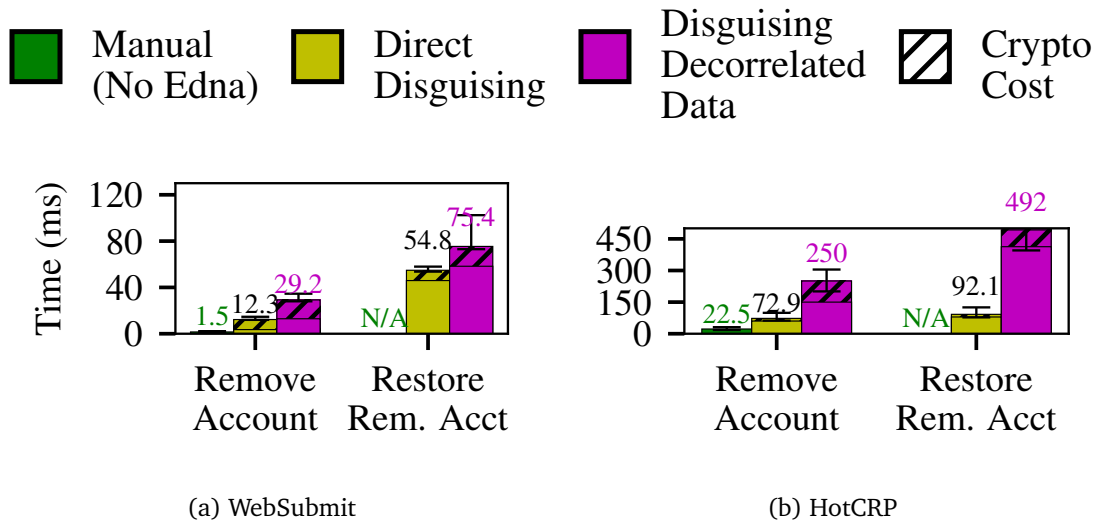 Manual
(No Edna)
Direct
Disguising
Disguising
Decorrelated
Data
Crypto
Cost
Time (ms)
120
80
40
0
1.5
12.3
29.2
N/A
54.8
75.4
Remove
Account
Restore
Rem. Acct
(a) WebSubmit
450
300
150
0
22.5
72.9
250
N/A
92.1
492
Remove
Account
Restore
Rem. Acct
(b) HotCRP